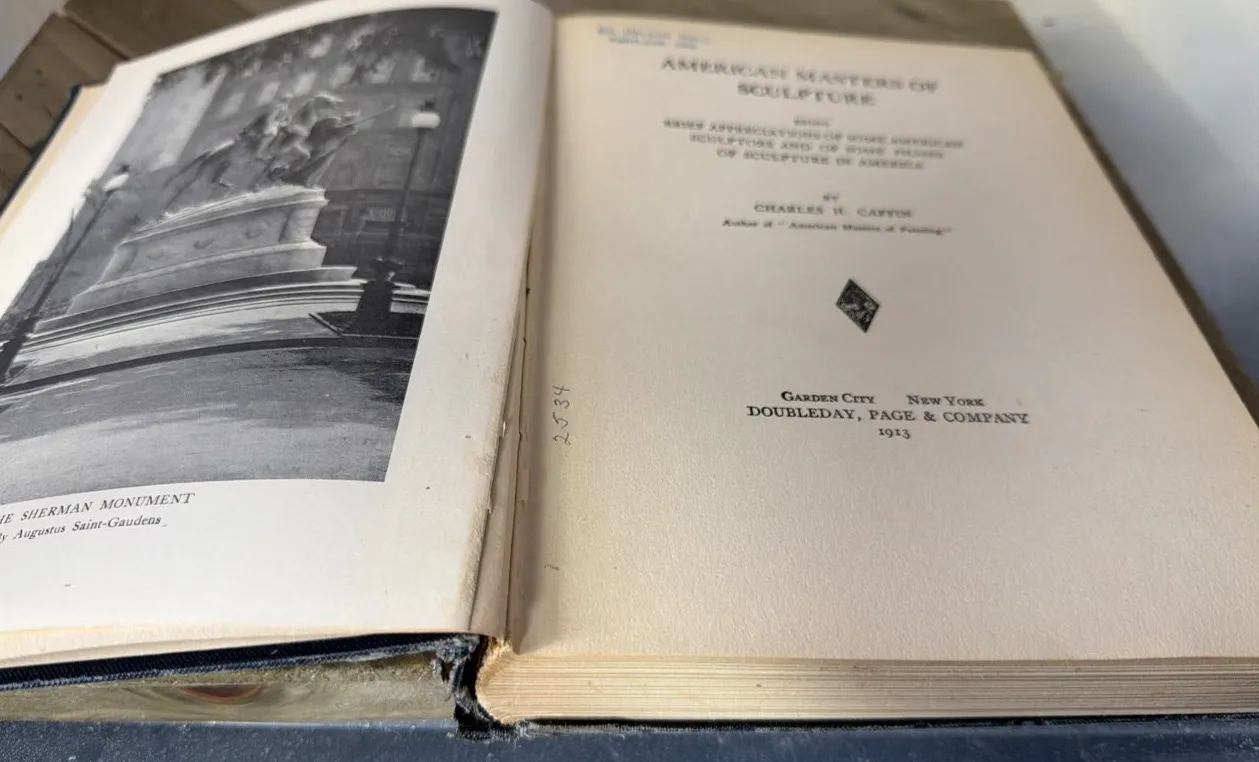 HE SHERMAN MONUMENT
y Augustus Saint-Gaudens
AMERICAN MASTERS OF
SCULPTURE
BEING
BRIEF APPRECIATIONS OF SOME AMERICAN
SCULPTORS AND OF SOME PHASES
OF SCULPTURE IN AMERICA
BY
CHARLES H. CAFFIN
Author of "American Masters of Painting"
2534
GARDEN CITY NEW YORK
DOUBLEDAY, PAGE & COMPANY
1913